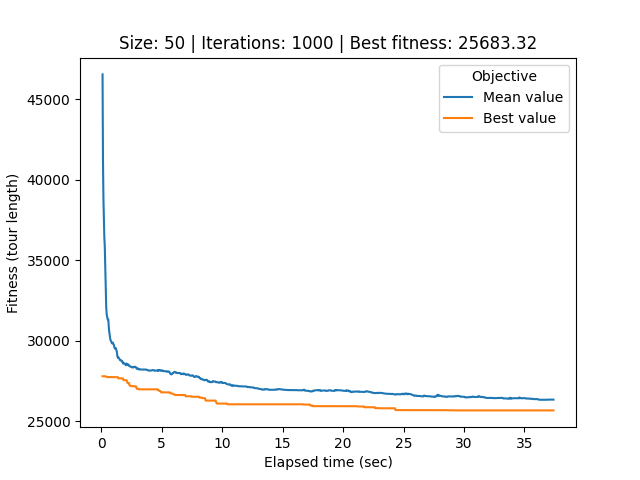 Size: 50 | Iterations: 1000 | Best fitness: 25683.32
Objective
Mean value
Best value
Fitness (tour length)
45000
40000
35000
30000
25000
0 5 10 15 20 25 30 35
Elapsed time (sec)